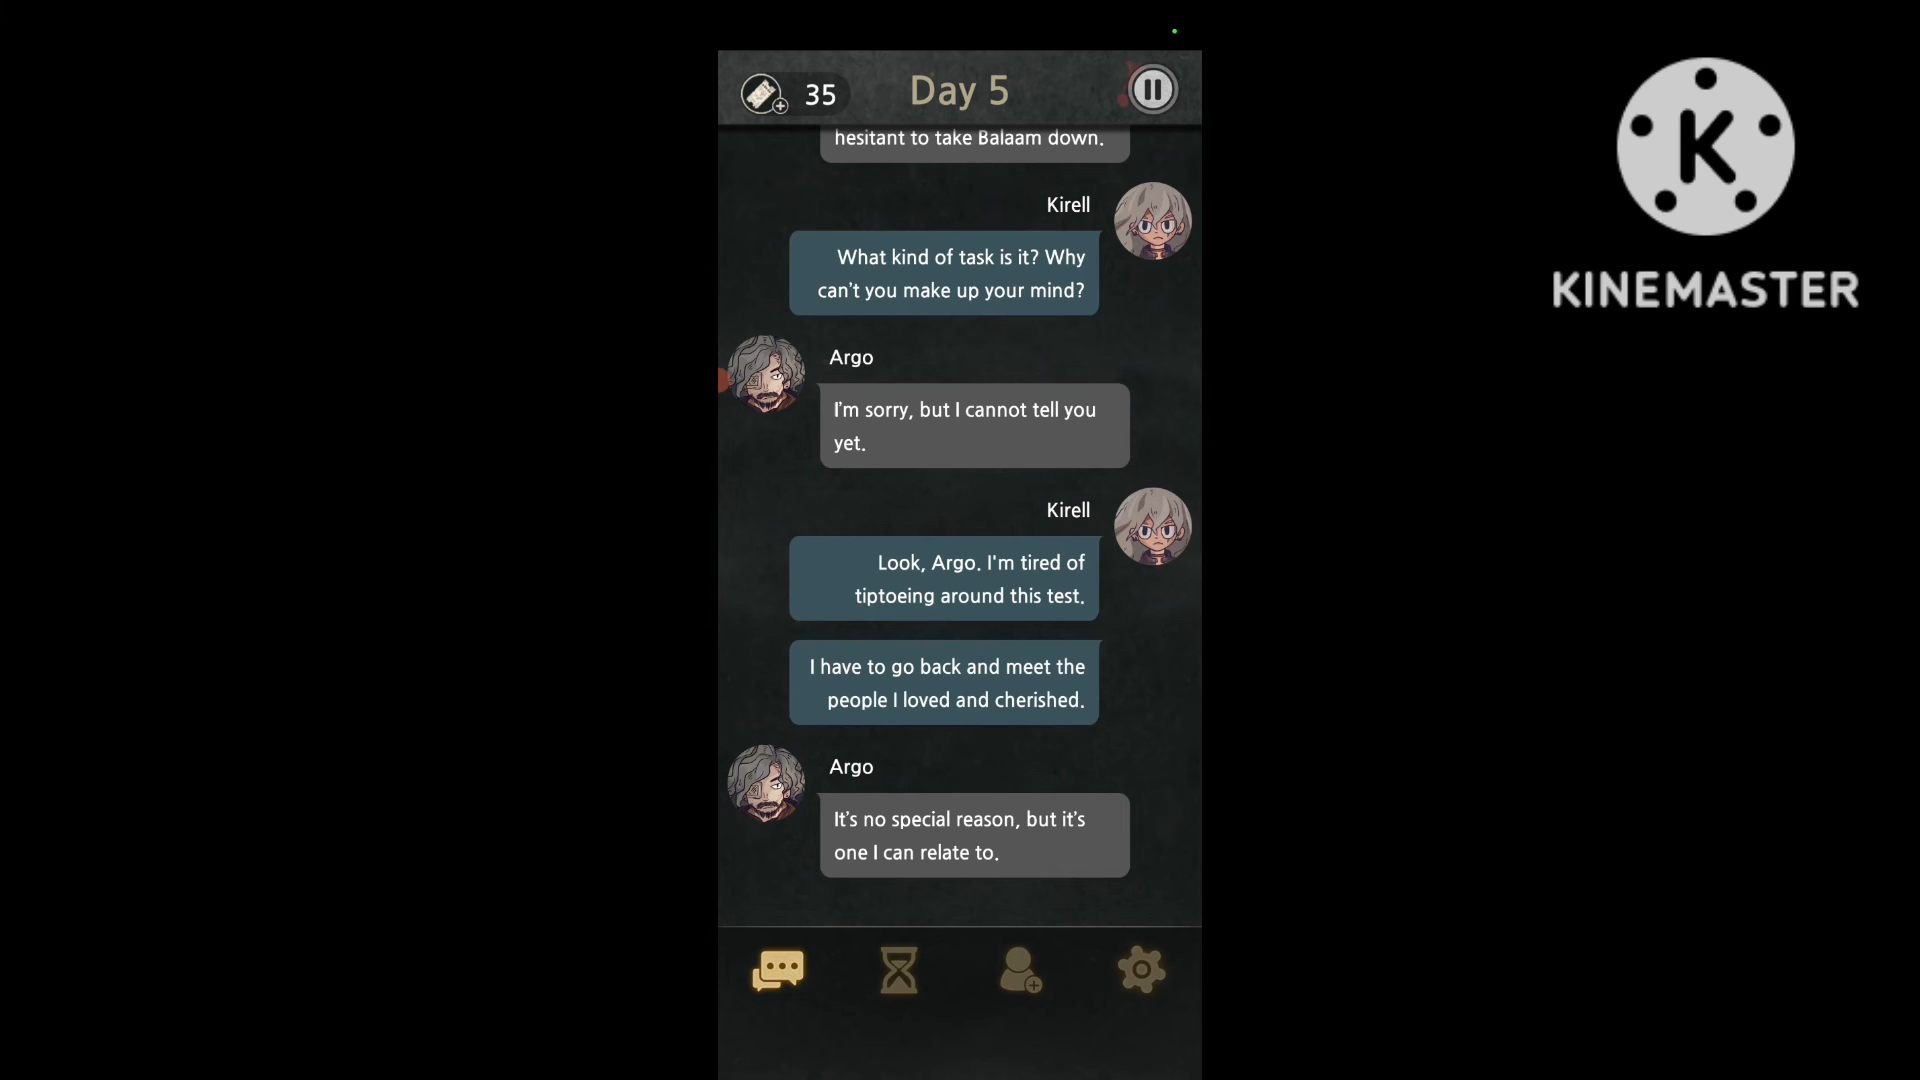 35
Day 5
hesitant to take Balaam down.
Kirell
What kind of task is it? Why
can't you make up your mind?
Argo
I'm sorry, but I cannot tell you
yet.
Kirell
Look, Argo. I'm tired of
tiptoeing around this test.
I have to go back and meet the
people I loved and cherished.
Argo
It's no special reason, but it's
one I can relate to.
K
KINEMASTER